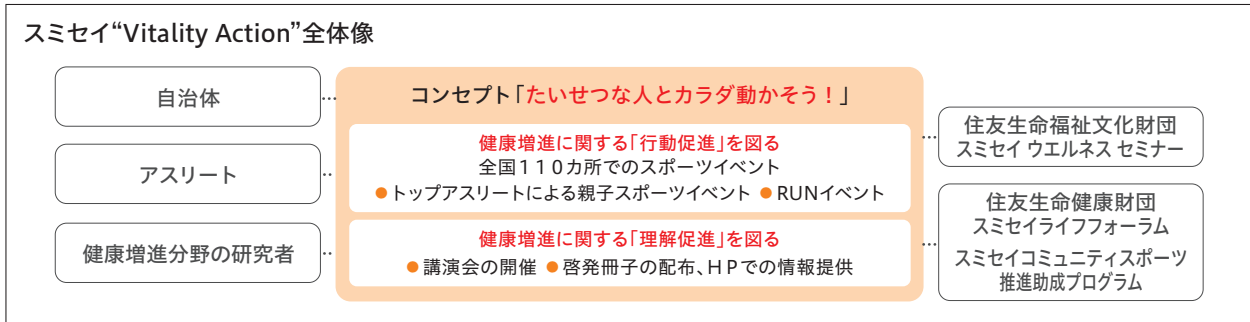 スミセイ“Vitality Action”全体像
自治体
アスリート
健康増進分野の研究者
コンセプト「たいせつな人とカラダ動かそう！」
健康増進に関する「行動促進」を図る
全国110カ所でのスポーツイベント
●トップアスリートによる親子スポーツイベント ●RUNイベント
健康増進に関する「理解促進」を図る
●講演会の開催 ●啓発冊子の配布、HPでの情報提供
住友生命福祉文化財団
スミセイ ウエルネス セミナー
住友生命健康財団
スミセイライフフォーラム
スミセイコミュニティスポーツ
推進助成プログラム